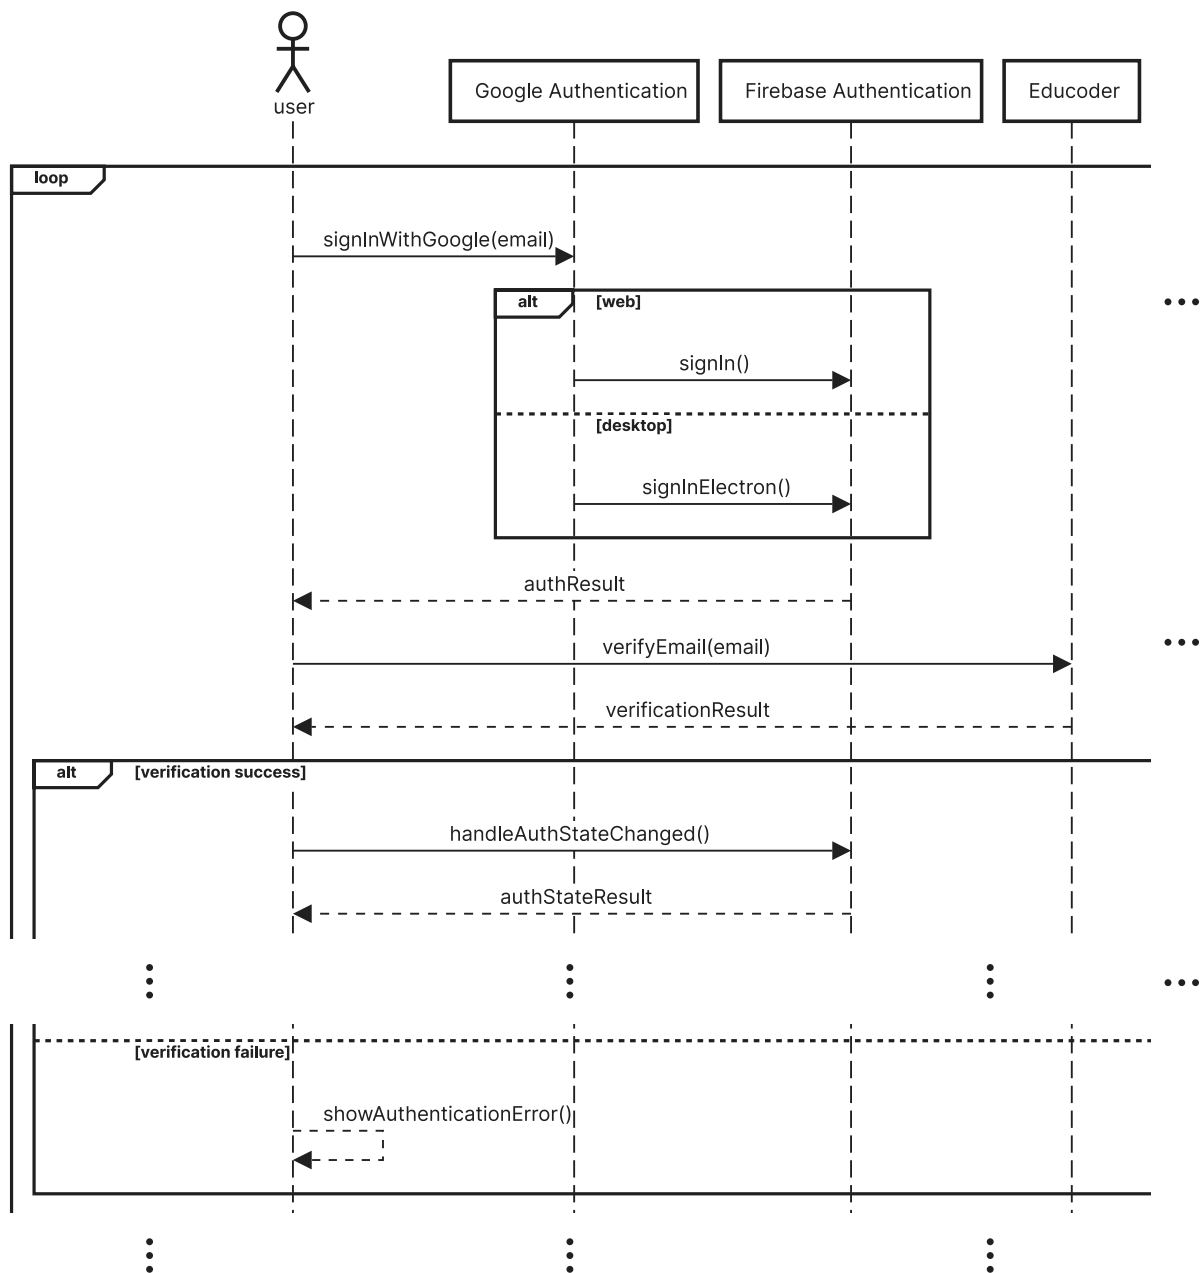 user
Google Authentication
Firebase Authentication
Educoder
loop
signInWithGoogle(email)
alt
[web]
signIn()
[desktop]
signInElectron()
authResult
verifyEmail(email)
verificationResult
alt
[verification success]
handleAuthStateChanged()
authStateResult
[verification failure]
showAuthenticationError()